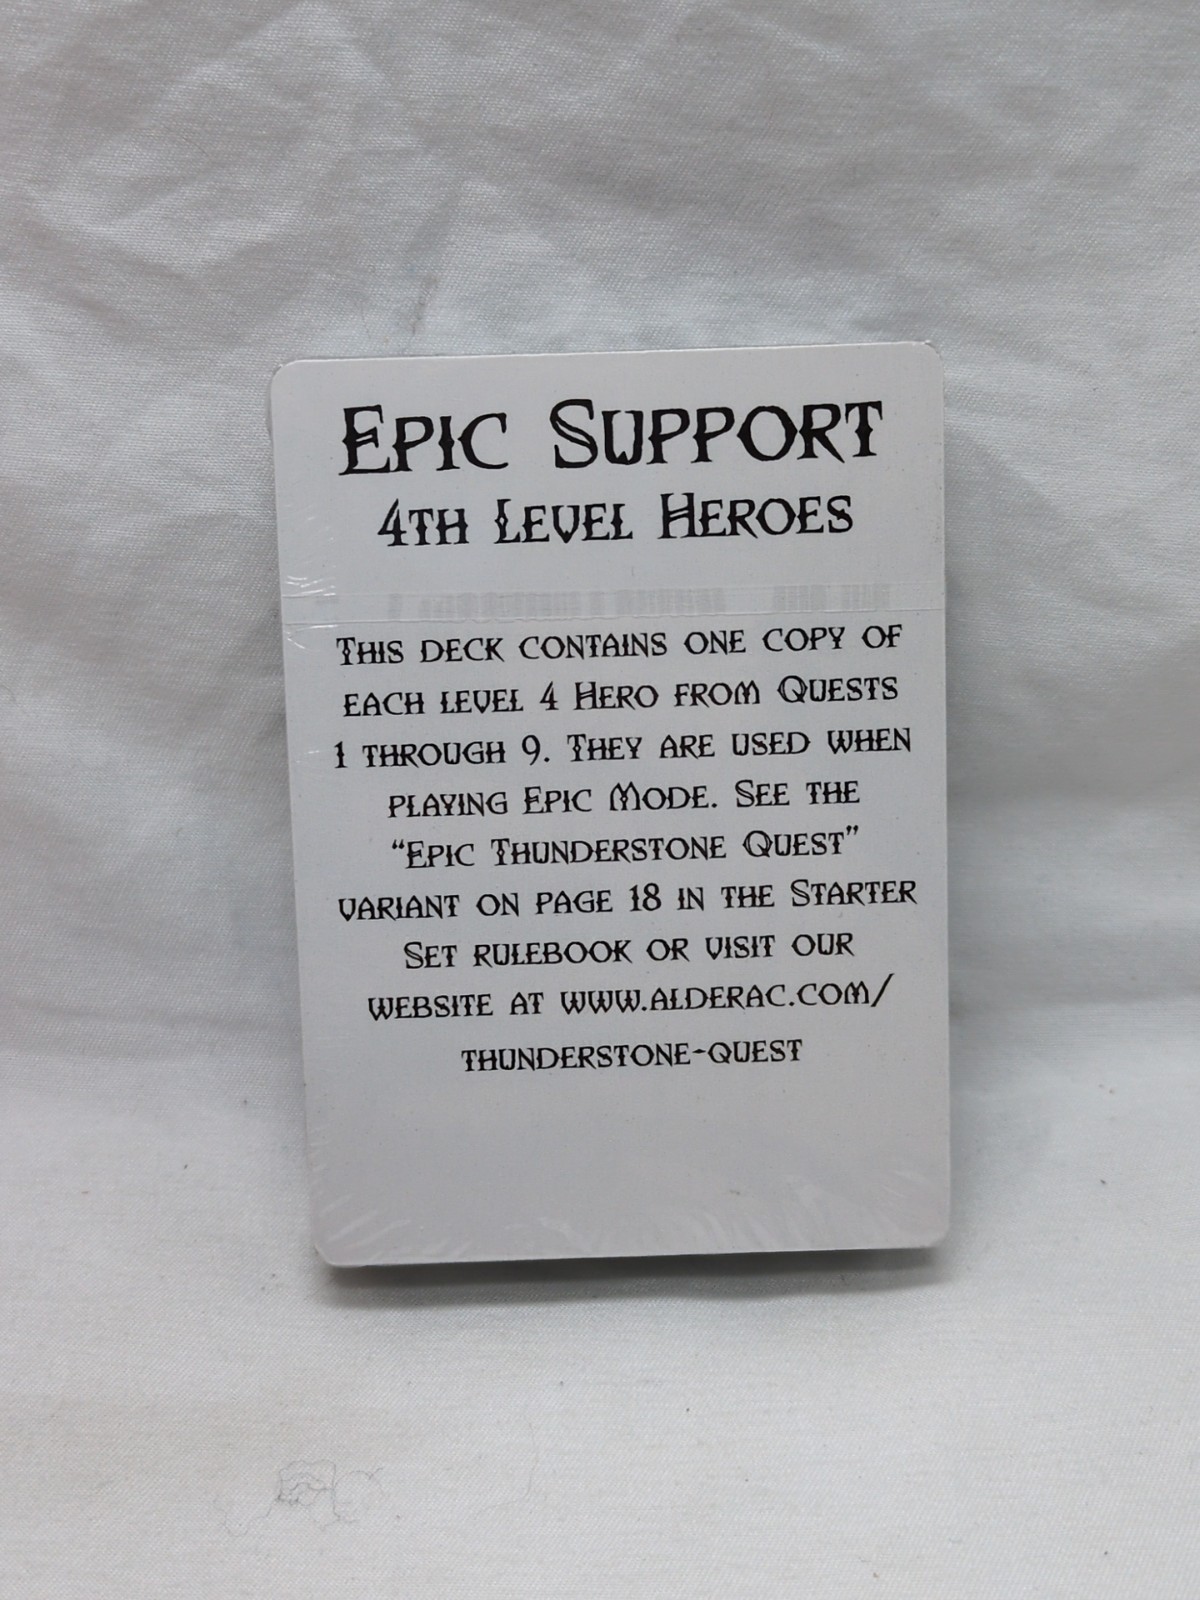 Epic Support
4th Level Heroes
This deck contains one copy of
each level 4 Hero from Quests
1 through 9. They are used when
playing Epic Mode. See the
“Epic Thunderstone Quest”
variant on page 18 in the Starter
Set rulebook or visit our
website at www.alderac.com/
thunderstone-quest